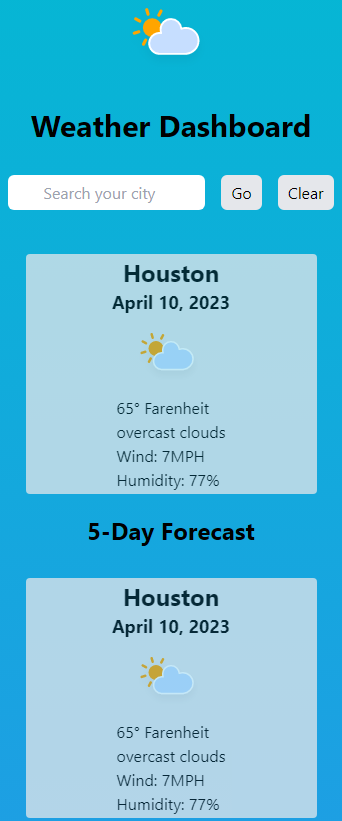 Weather Dashboard
Search your city
Go
Clear
Houston
April 10, 2023
65° Farenheit
overcast clouds
Wind: 7MPH
Humidity: 77%
5-Day Forecast
Houston
April 10, 2023
65° Farenheit
overcast clouds
Wind: 7MPH
Humidity: 77%